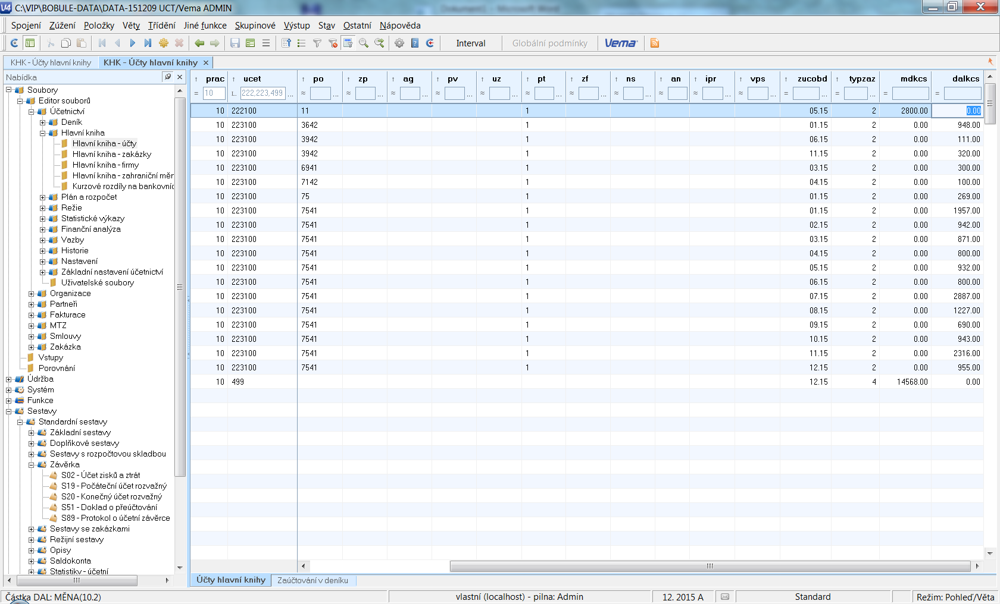 C:\VIP\BOBULE-DATA\DATA-151209 UCT/Vema ADMIN
Spojení Zúžení Položky Věty Třídění Jiné funkce Skupinové Výstup Stav Ostatní Nápověda
Interval Globální podmínky Vema
KHK - Účty hlavní knihy KHK - Účty hlavní knihy
Nabídka
Soubory
Editor souborů
Účetnictví
Deník
Hlavní kniha
Hlavní kniha - účty
Hlavní kniha - zakázky
Hlavní kniha - firmy
Hlavní kniha - zahraniční měr
Kurzové rozdíly na bankovníc
Plán a rozpočet
Režie
Statistické výkazy
Finanční analýza
Vazby
Historie
Nastavení
Základní nastavení účetnictví
Uživatelské soubory
Organizace
Partneři
Fakturace
MTZ
Smlouvy
Zakázka
Vstupy
Porovnání
Údržba
Systém
Funkce
Sestavy
Standardní sestavy
Základní sestavy
Doplňkové sestavy
Sestavy s rozpočtovou skladbou
Závěrka
S02 - Účet zisků a ztrát
S19 - Počáteční účet rozvažný
S20 - Konečný účet rozvažný
S51 - Doklad o přeúčtování
S89 - Protokol o účetní závěrce
Sestavy se zakázkami
Režijní sestavy
Opisy
Saldokonta
Statistiky - účetní
prac ucet po zp ag pv uz pt zf ns an ipr vps zucobd typzaz mdkcs dalkcs
= 10 I... 222,223,499 ... ≈ ... ≈ ... ≈ ... ≈ ... ≈ ... ≈ ... ≈ ... ≈ ... ≈ ≈ ... ≈ ... = ... = ... = =
10 222100 11 1 05.15 2 2800.00 0.00
10 223100 3642 1 01.15 2 0.00 948.00
10 223100 3942 1 06.15 2 0.00 111.00
10 223100 3942 1 11.15 2 0.00 320.00
10 223100 6941 1 03.15 2 0.00 300.00
10 223100 7142 1 04.15 2 0.00 100.00
10 223100 75 1 01.15 2 0.00 269.00
10 223100 7541 1 01.15 2 0.00 1957.00
10 223100 7541 1 02.15 2 0.00 942.00
10 223100 7541 1 03.15 2 0.00 871.00
10 223100 7541 1 04.15 2 0.00 800.00
10 223100 7541 1 05.15 2 0.00 932.00
10 223100 7541 1 06.15 2 0.00 800.00
10 223100 7541 1 07.15 2 0.00 2887.00
10 223100 7541 1 08.15 2 0.00 1227.00
10 223100 7541 1 09.15 2 0.00 690.00
10 223100 7541 1 10.15 2 0.00 943.00
10 223100 7541 1 11.15 2 0.00 2316.00
10 223100 7541 1 12.15 2 0.00 955.00
10 499 12.15 4 14568.00 0.00
Účty hlavní knihy Zaúčtování v deníku
Částka DAL: MĚNA(10.2) vlastní (localhost) - pilna: Admin 12. 2015 A Standard Režim: Pohleď/Věta